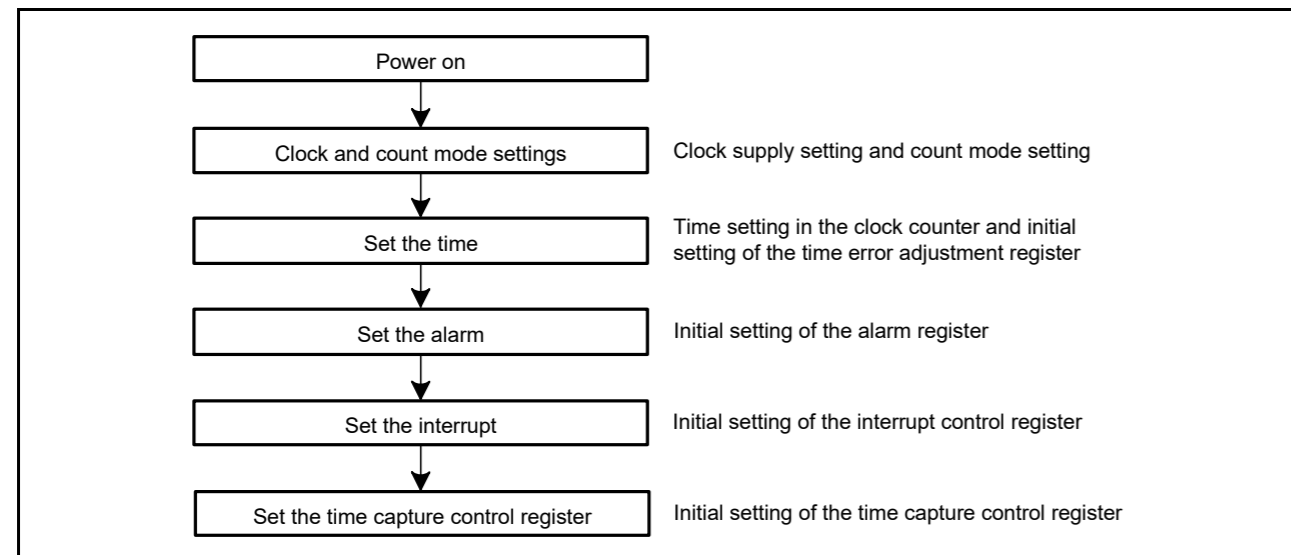 Power on
Clock and count mode settings
Clock supply setting and count mode setting
Set the time
Time setting in the clock counter and initial
setting of the time error adjustment register
Set the alarm
Initial setting of the alarm register
Set the interrupt
Initial setting of the interrupt control register
Set the time capture control register
Initial setting of the time capture control register